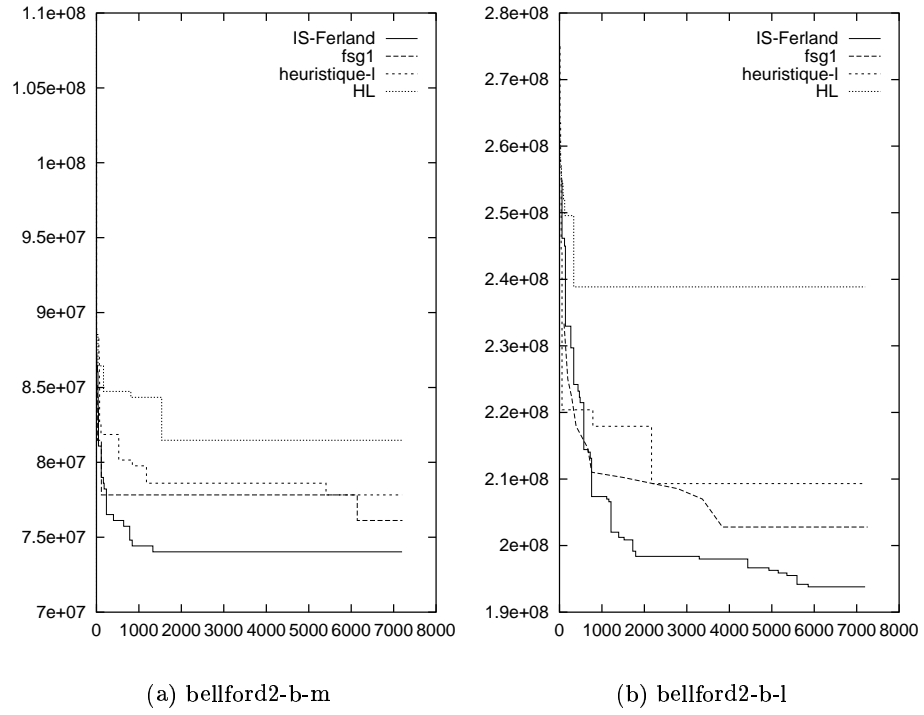 1.1e+08
1.05e+08
1e+08
9.5e+07
9e+07
8.5e+07
8e+07
7.5e+07
7e+07
0 1000 2000 3000 4000 5000 6000 7000 8000
IS-Ferland
fsg1
heuristique-l
HL
(a) bellford2-b-m
2.8e+08
2.7e+08
2.6e+08
2.5e+08
2.4e+08
2.3e+08
2.2e+08
2.1e+08
2e+08
1.9e+08
0 1000 2000 3000 4000 5000 6000 7000 8000
IS-Ferland
fsg1
heuristique-l
HL
(b) bellford2-b-l